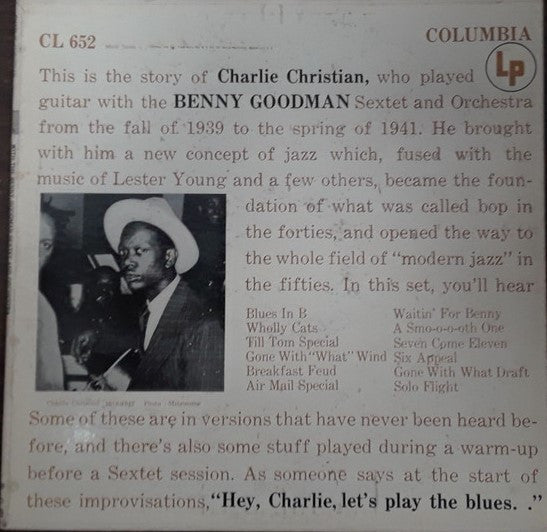 CL 652
COLUMBIA
Lp
This is the story of Charlie Christian, who played
guitar with the BENNY GOODMAN Sextet and Orchestra
from the fall of 1939 to the spring of 1941. He brought
with him a new concept of jazz which, fused with the
music of Lester Young and a few others, became the foun-
dation of what was called bop in
the forties, and opened the way to
the whole field of "modern jazz" in
the fifties. In this set, you'll hear
Blues In B
Wholly Cats
Till Tom Special
Gone With "What" Wind
Breakfast Feud
Air Mail Special
Waitin' For Benny
A Smo-o-o-oth One
Seven Come Eleven
Six Appeal
Gone With What Draft
Solo Flight
Charlie Christian Photo
Some of these are in versions that have never been heard be-
fore, and there's also some stuff played during a warm-up
before a Sextet session. As someone says at the start of
these improvisations, "Hey, Charlie, let's play the blues. ."